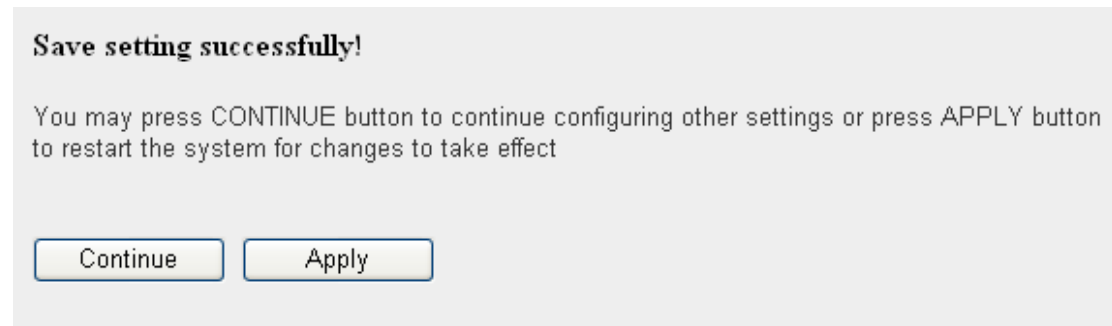 Save setting successfully!
You may press CONTINUE button to continue configuring other settings or press APPLY button
to restart the system for changes to take effect
Continue
Apply